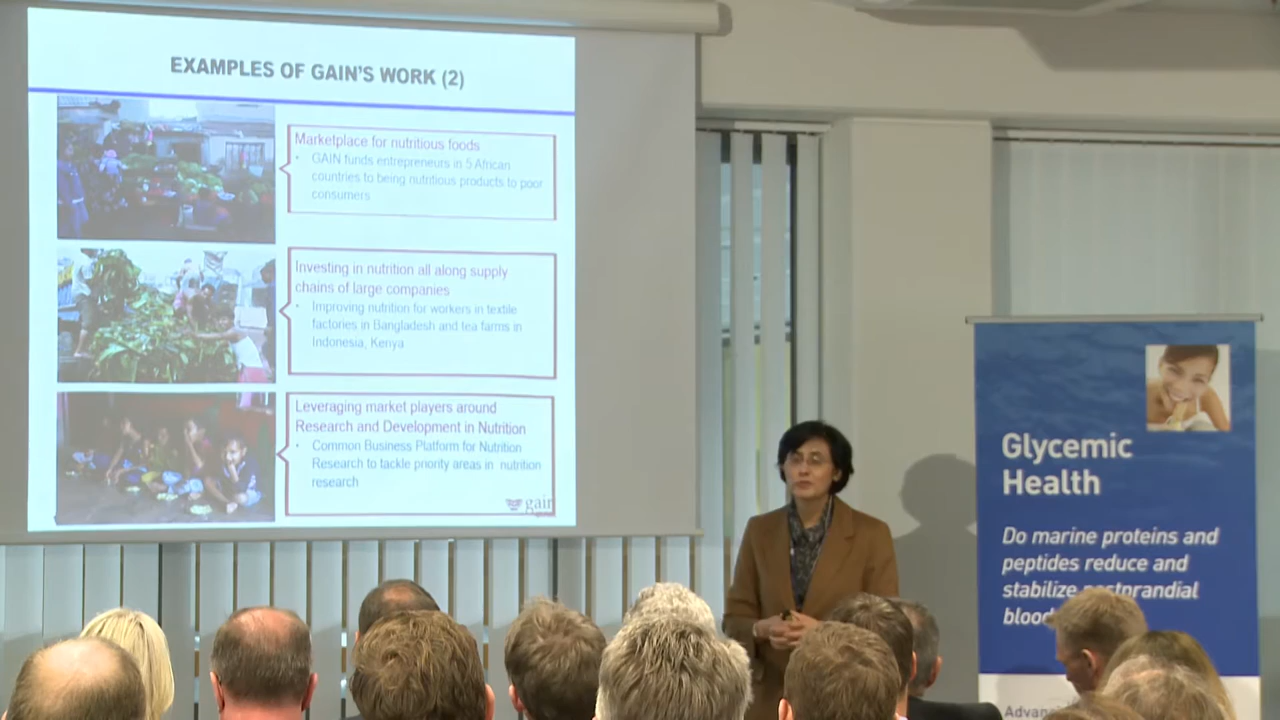 EXAMPLES OF GAIN'S WORK (2)
Marketplace for nutritious foods
• GAIN funds entrepreneurs in 5 African
countries to being nutritious products to poor
consumers
Investing in nutrition all along supply
chains of large companies
• Improving nutrition for workers in textile
factories in Bangladesh and tea farms in
Indonesia, Kenya
Leveraging market players around
Research and Development in Nutrition
• Common Business Platform for Nutrition
Research to tackle priority areas in nutrition
research
gain
Glycemic
Health
Do marine proteins and
peptides reduce and
stabilize postprandial
blood